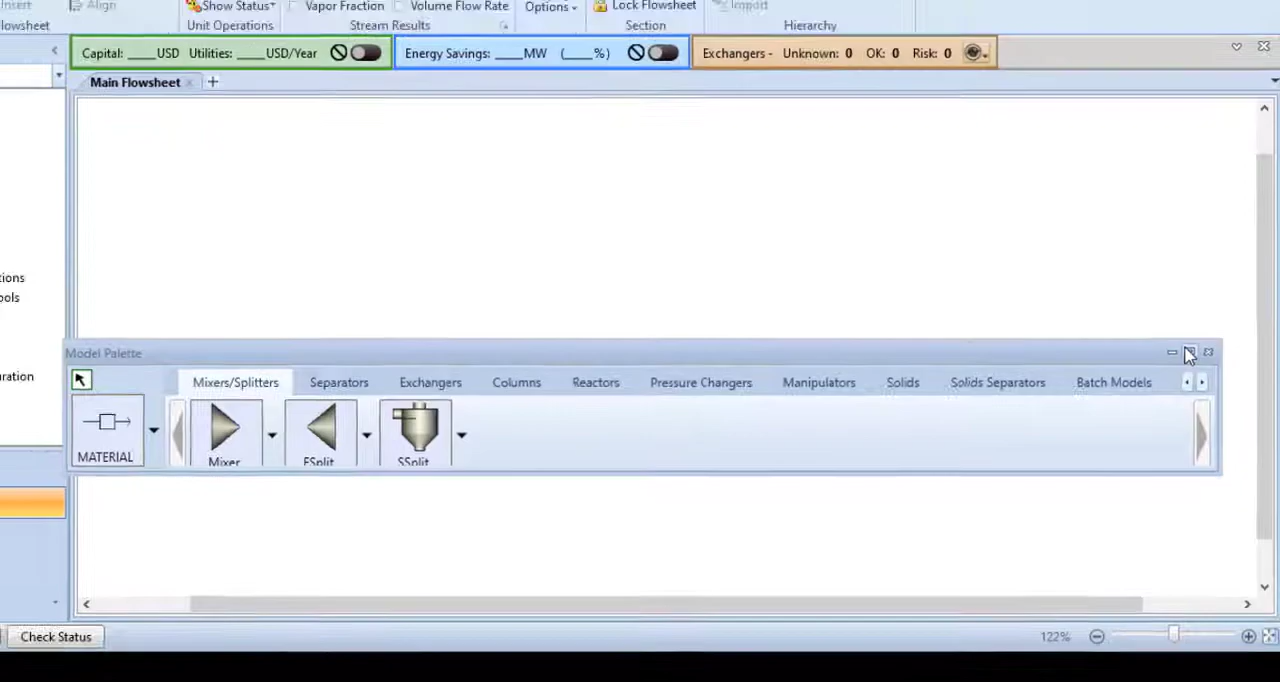 Insert Align Show Status Vapor Fraction Volume Flow Rate Options Lock Flowsheet Import
lowsheet Unit Operations Stream Results Section Hierarchy
Capital: ____USD Utilities: ____USD/Year Energy Savings: ____MW (____%) Exchangers - Unknown: 0 OK: 0 Risk: 0
Main Flowsheet
tions
ools
uration
Model Palette
Mixers/Splitters Separators Exchangers Columns Reactors Pressure Changers Manipulators Solids Solids Separators Batch Models
MATERIAL Mixer FSplit SSplit
Check Status 122%